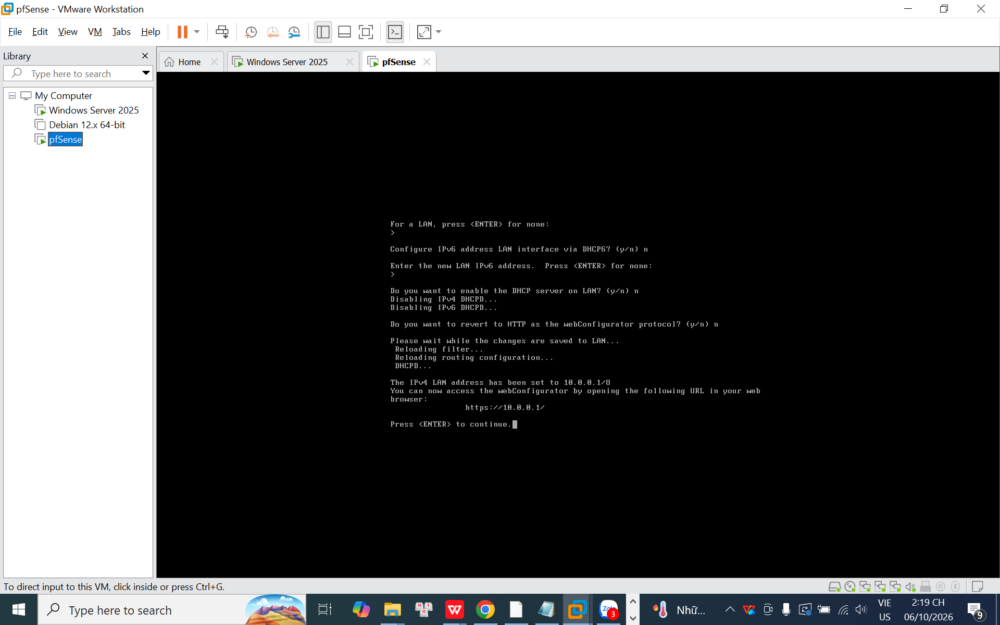 pfSense - VMware Workstation
File Edit View VM Tabs Help
Library
Type here to search
My Computer
Windows Server 2025
Debian 12.x 64-bit
pfSense
Home
Windows Server 2025
pfSense
For a LAN, press <ENTER> for none:
>
Configure IPv6 address LAN interface via DHCP6? (y/n) n
Enter the new LAN IPv6 address.  Press <ENTER> for none:
>
Do you want to enable the DHCP server on LAN? (y/n) n
Disabling IPv4 DHCPD...
Disabling IPv6 DHCPD...
Do you want to revert to HTTP as the webConfigurator protocol? (y/n) n
Please wait while the changes are saved to LAN...
Reloading filter...
Reloading routing configuration...
DHCPD...
The IPv4 LAN address has been set to 10.0.0.1/8
You can now access the webConfigurator by opening the following URL in your web
browser:
https://10.0.0.1/
Press <ENTER> to continue.
To direct input to this VM, click inside or press Ctrl+G.
Type here to search
Zalo
3
Nhữ...
VIE
US
2:19 CH
06/10/2026
9